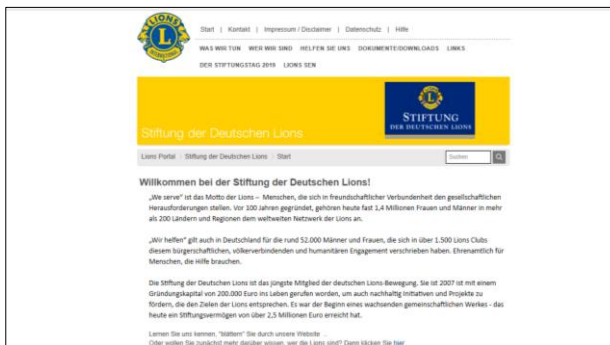 LIONS
L
INTERNATIONAL
Start | Kontakt | Impressum / Disclaimer | Datenschutz | Hilfe
WAS WIR TUN WER WIR SIND HELFEN SIE UNS DOKUMENTE/DOWNLOADS LINKS
DER STIFTUNGSTAG 2019 LIONS SEN
STIFTUNG
DER DEUTSCHEN LIONS
Stiftung der Deutschen Lions
Lions Portal Stiftung der Deutschen Lions Start
Suchen
Willkommen bei der Stiftung der Deutschen Lions!
„We serve" ist das Motto der Lions – Menschen, die sich in freundschaftlicher Verbundenheit den gesellschaftlichen
Herausforderungen stellen. Vor 100 Jahren gegründet, gehören heute fast 1,4 Millionen Frauen und Männer in mehr
als 200 Ländern und Regionen dem weltweiten Netzwerk der Lions an.
„Wir helfen" gilt auch in Deutschland für die rund 52.000 Männer und Frauen, die sich in über 1.500 Lions Clubs
diesem bürgerschaftlichen, völkerverbindenden und humanitären Engagement verschrieben haben. Ehrenamtlich für
Menschen, die Hilfe brauchen.
Die Stiftung der Deutschen Lions ist das jüngste Mitglied der deutschen Lions-Bewegung. Sie ist 2007 ist mit einem
Gründungskapital von 200.000 Euro ins Leben gerufen worden, um auch nachhaltig Initiativen und Projekte zu
fördern, die den Zielen der Lions entsprechen. Es war der Beginn eines wachsenden gemeinschaftlichen Werkes - das
heute ein Stiftungsvermögen von über 2,5 Millionen Euro erreicht hat.
Lernen Sie uns kennen, "blättern" Sie durch unsere Website .
Oder wollen Sie zunächst mehr darüber wissen, wer die Lions sind? Dann klicken Sie hier